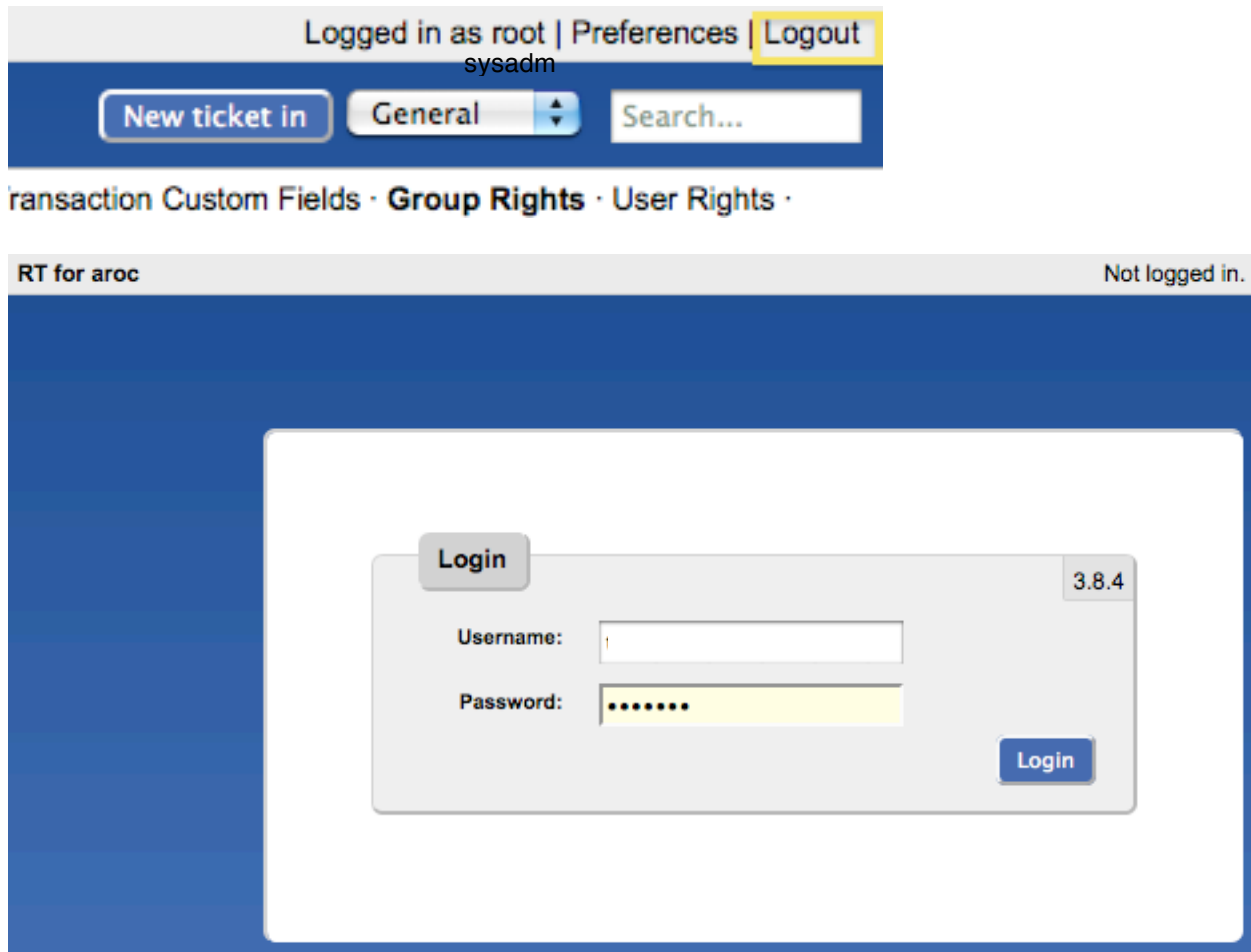 Logged in as root | Preferences | Logout
sysadm
New ticket in General Search...
ransaction Custom Fields · Group Rights · User Rights ·
RT for aroc Not logged in.
Login
3.8.4
Username:
Password: •••••••
Login